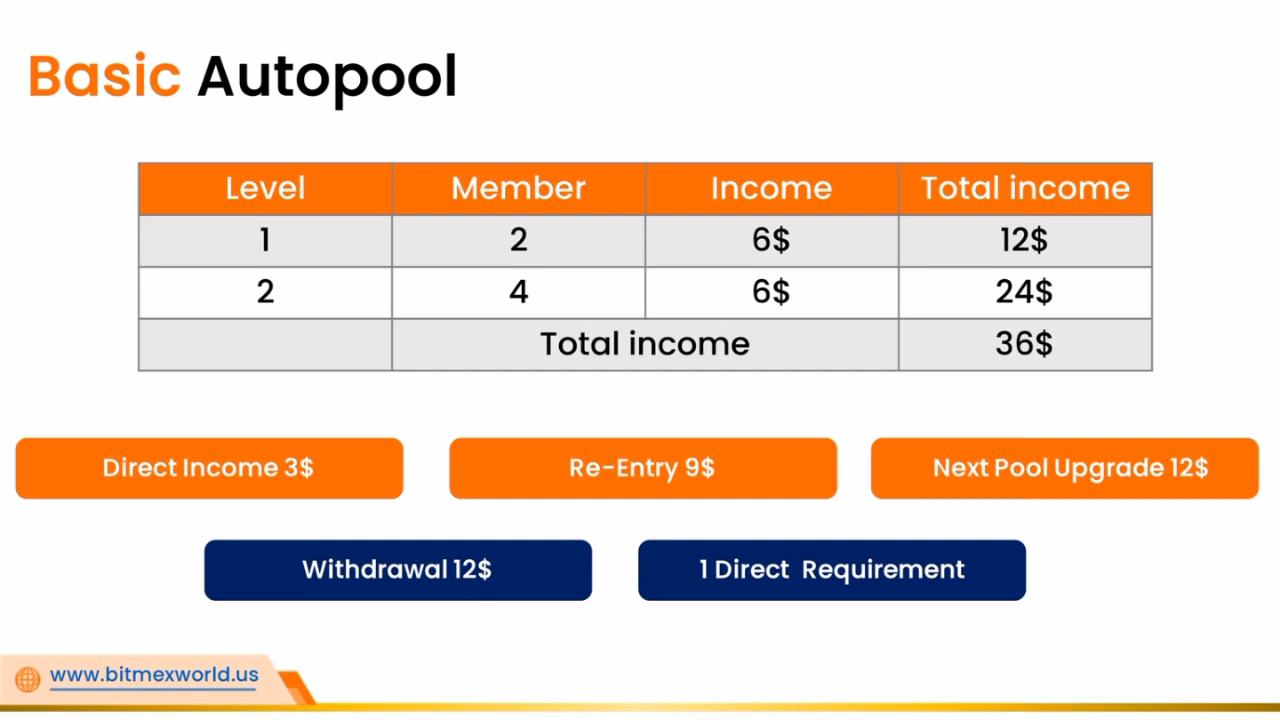 Basic Autopool
Level Member Income Total income
1 2 6$ 12$
2 4 6$ 24$
Total income 36$
Direct Income 3$ Re-Entry 9$ Next Pool Upgrade 12$
Withdrawal 12$ 1 Direct Requirement
www.bitmexworld.us